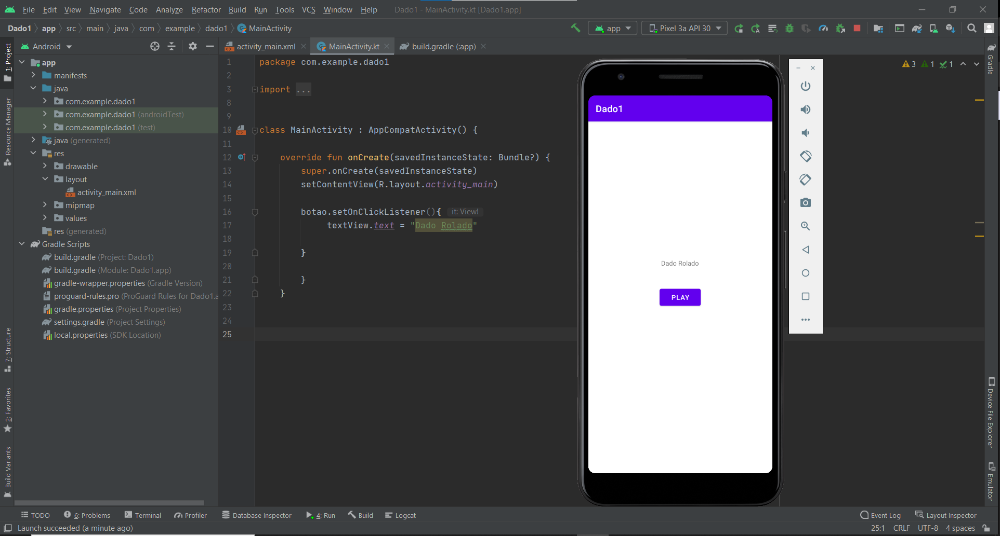 File Edit View Navigate Code Analyze Refactor Build Run Tools VCS Window Help Dado1 - MainActivity.kt [Dado1.app]
Dado1 app src main java com example dado1 MainActivity app Pixel 3a API 30
Android activity_main.xml MainActivity.kt build.gradle (:app)
1: Project
Resource Manager
7: Structure
2: Favorites
Build Variants
app
manifests
java
com.example.dado1
com.example.dado1 (androidTest)
com.example.dado1 (test)
java (generated)
res
drawable
layout
activity_main.xml
mipmap
values
res (generated)
Gradle Scripts
build.gradle (Project: Dado1)
build.gradle (Module: Dado1.app)
gradle-wrapper.properties (Gradle Version)
proguard-rules.pro (ProGuard Rules for Dado1.a
gradle.properties (Project Properties)
settings.gradle (Project Settings)
local.properties (SDK Location)
1 package com.example.dado1
2
3 import ...
8
9
10 class MainActivity : AppCompatActivity() {
11
12 override fun onCreate(savedInstanceState: Bundle?) {
13 super.onCreate(savedInstanceState)
14 setContentView(R.layout.activity_main)
15
16 botao.setOnClickListener(){ it: View!
17 textView.text = "Dado Rolado"
18
19 }
20
21 }
22 }
23
24
25
3 1 1
Dado1
Dado Rolado
PLAY
Gradle
Device File Explorer
Emulator
TODO 6: Problems Terminal Profiler Database Inspector 4: Run Build Logcat Event Log Layout Inspector
Launch succeeded (a minute ago) 25:1 CRLF UTF-8 4 spaces